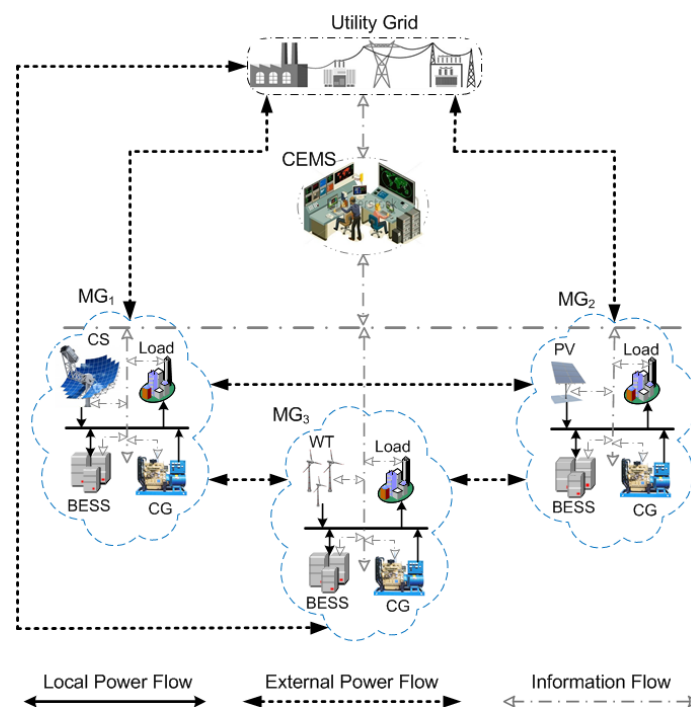 Utility Grid
CEMS
MG1
CS
Load
BESS
CG
MG2
PV
Load
BESS
CG
MG3
WT
Load
BESS
CG
Local Power Flow
External Power Flow
Information Flow